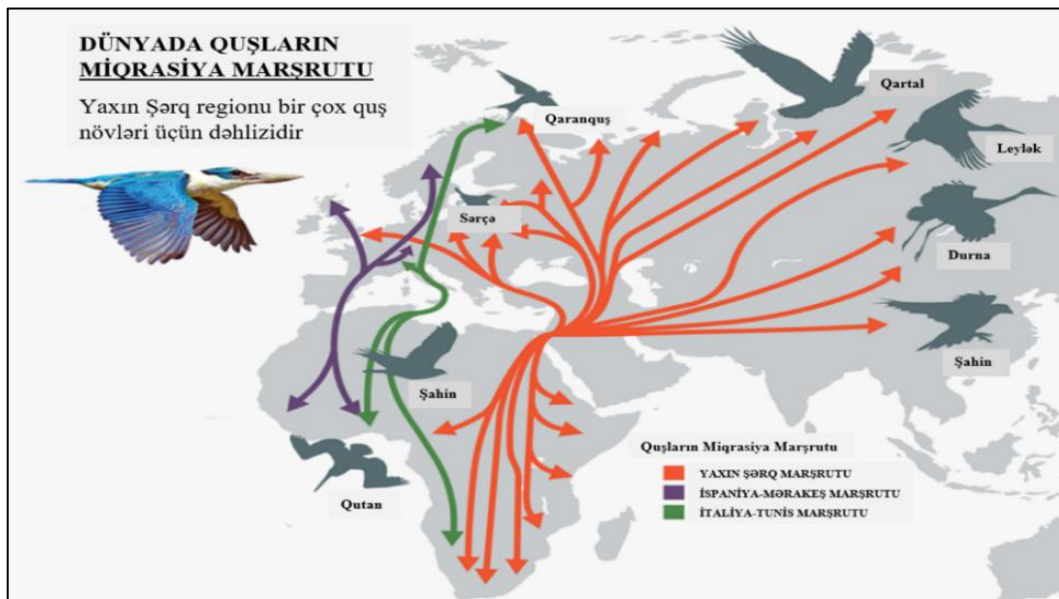 DÜNYADA QUŞLARIN
MİQRASİYA MARŞRUTU
Yaxın Şərq regionu bir çox quş
növləri üçün dəhlizidir
Qaranquş
Qartal
Leylək
Sərçə
Durna
Şahin
Şahin
Qutan
Quşların Miqrasiya Marşrutu
YAXIN ŞƏRQ MARŞRUTU
İSPANİYA-MƏRAKEŞ MARŞRUTU
İTALİYA-TUNİS MARŞRUTU